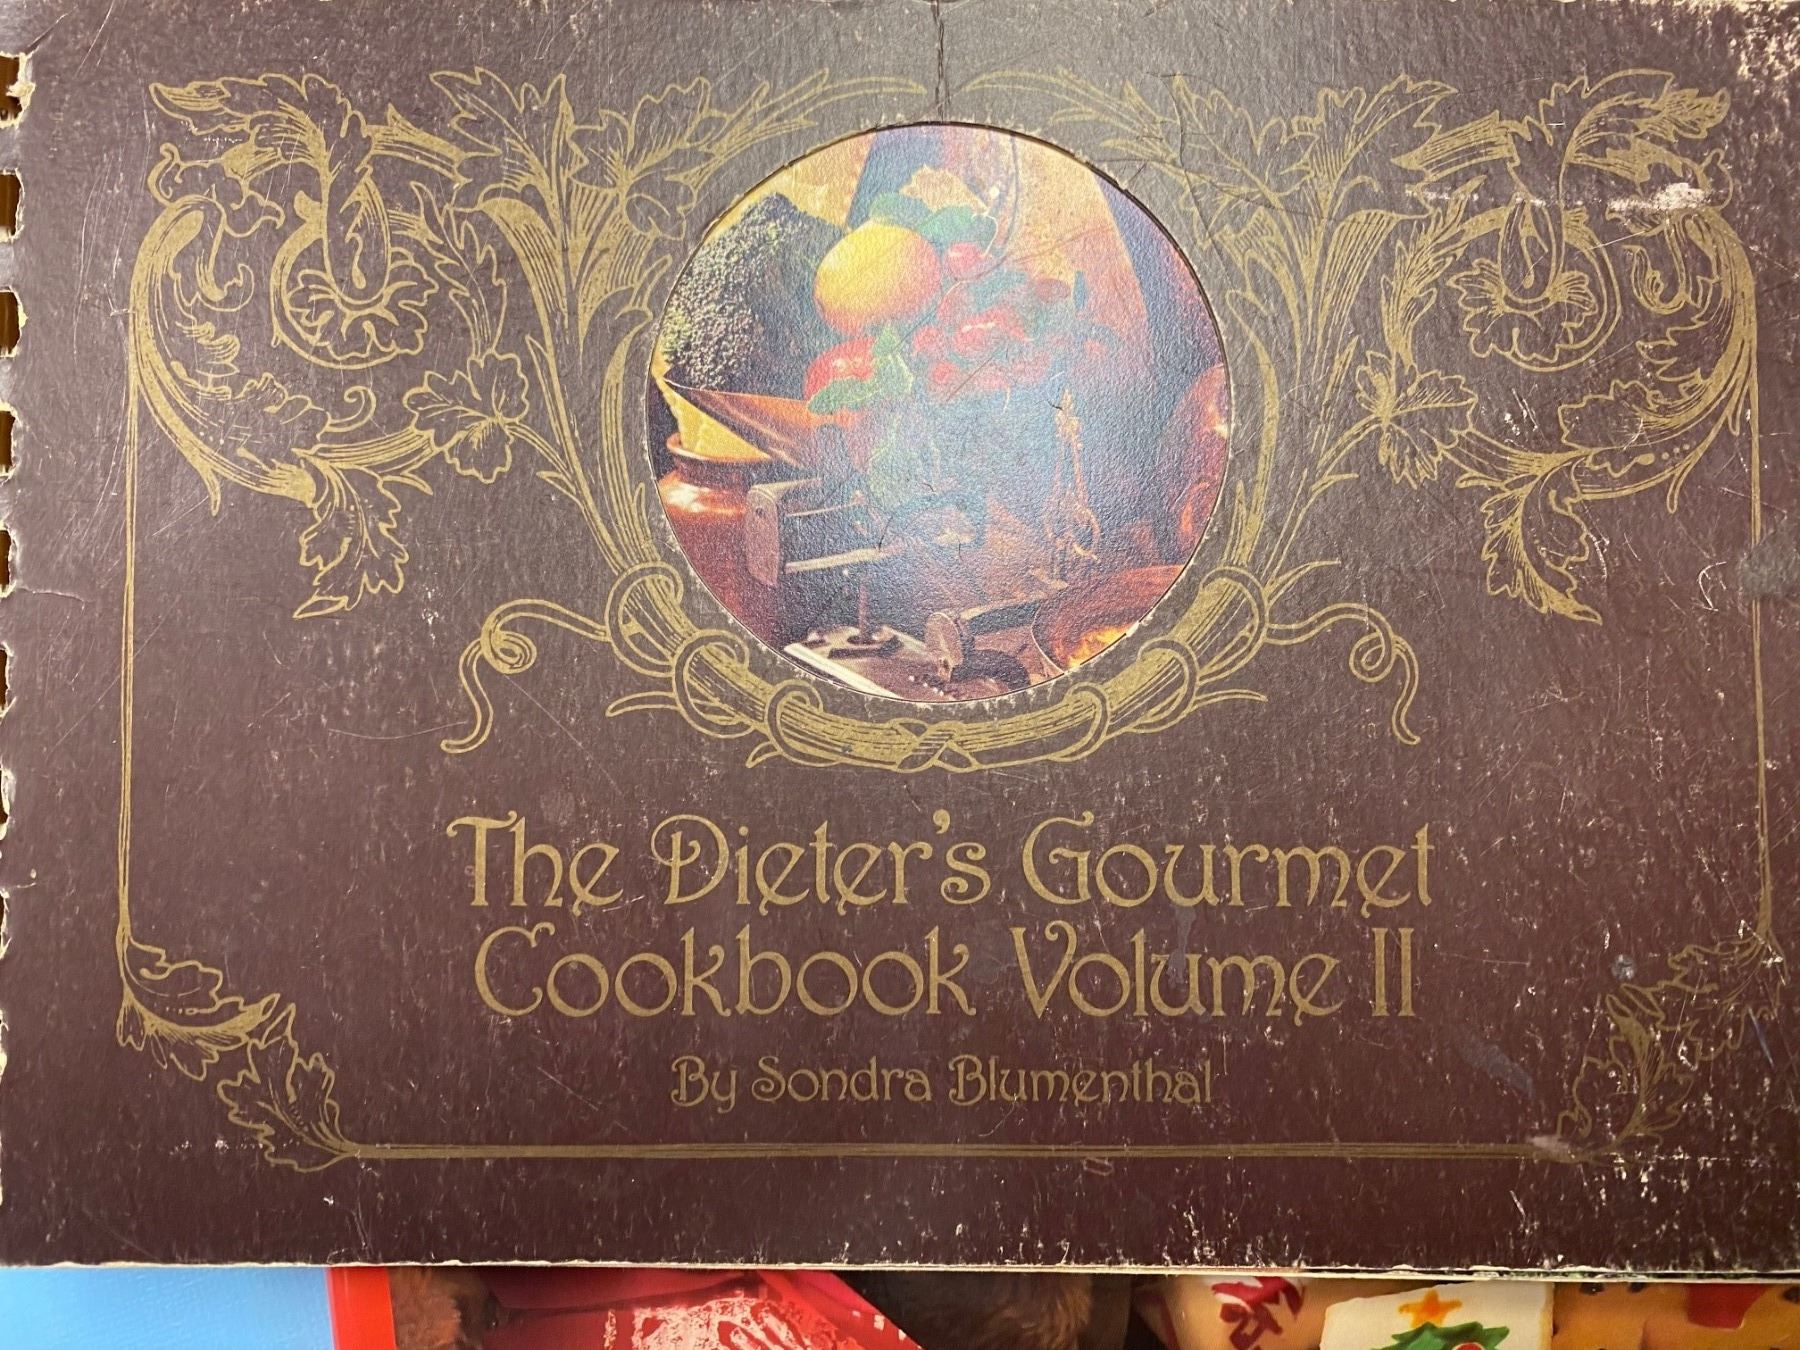 The Dieter's Gourmet
Cookbook Volume II
By Sondra Blumenthal